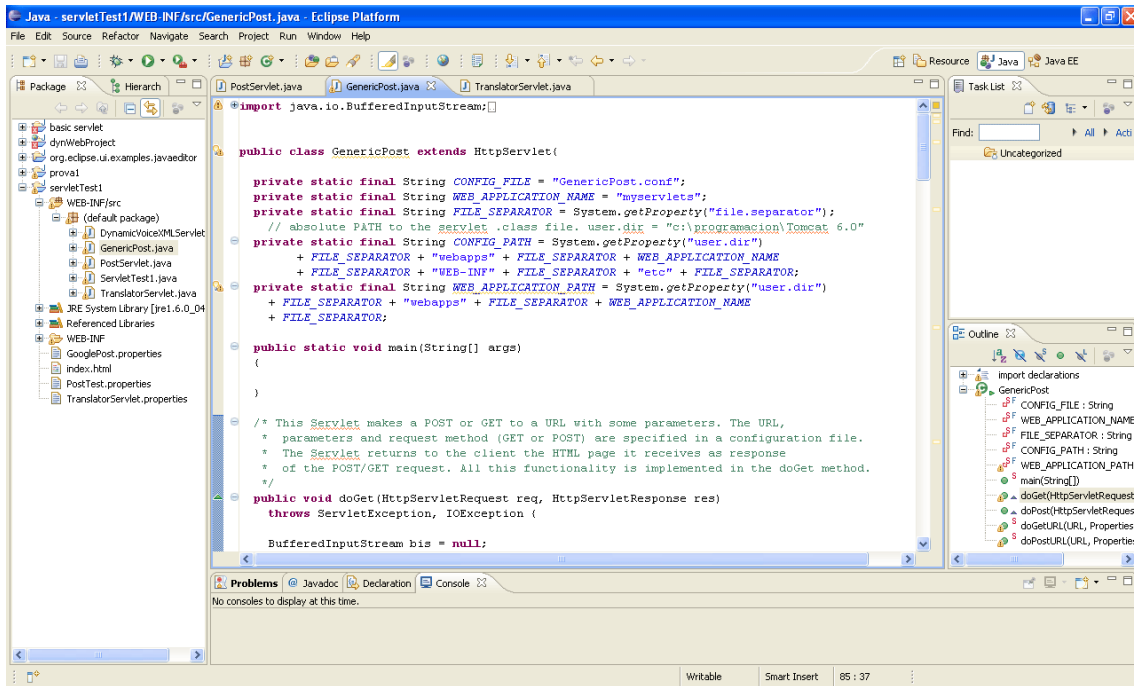 Java - servletTest1/WEB-INF/src/GenericPost.java - Eclipse Platform
File Edit Source Refactor Navigate Search Project Run Window Help
Resource Java Java EE
Package Hierarch
basic servlet
dynWebProject
org.eclipse.ui.examples.javaeditor
prova1
servletTest1
WEB-INF/src
(default package)
DynamicVoiceXMLServlet
GenericPost.java
PostServlet.java
ServletTest1.java
TranslatorServlet.java
JRE System Library [jre1.6.0_04
Referenced Libraries
WEB-INF
GooglePost.properties
index.html
PostTest.properties
TranslatorServlet.properties
PostServlet.java GenericPost.java TranslatorServlet.java
import java.io.BufferedInputStream;
public class GenericPost extends HttpServlet{
private static final String CONFIG_FILE = "GenericPost.conf";
private static final String WEB_APPLICATION_NAME = "myservlets";
private static final String FILE_SEPARATOR = System.getProperty("file.separator");
// absolute PATH to the servlet .class file. user.dir = "c:\programacion\Tomcat 6.0"
private static final String CONFIG_PATH = System.getProperty("user.dir")
+ FILE_SEPARATOR + "webapps" + FILE_SEPARATOR + WEB_APPLICATION_NAME
+ FILE_SEPARATOR + "WEB-INF" + FILE_SEPARATOR + "etc" + FILE_SEPARATOR;
private static final String WEB_APPLICATION_PATH = System.getProperty("user.dir")
+ FILE_SEPARATOR + "webapps" + FILE_SEPARATOR + WEB_APPLICATION_NAME
+ FILE_SEPARATOR;
public static void main(String[] args)
{
}
/* This Servlet makes a POST or GET to a URL with some parameters. The URL,
* parameters and request method (GET or POST) are specified in a configuration file.
* The Servlet returns to the client the HTML page it receives as response
* of the POST/GET request. All this functionality is implemented in the doGet method.
*/
public void doGet(HttpServletRequest req, HttpServletResponse res)
throws ServletException, IOException {
BufferedInputStream bis = null;
Task List
Find: All Acti
Uncategorized
Outline
import declarations
GenericPost
CONFIG_FILE : String
WEB_APPLICATION_NAME
FILE_SEPARATOR : String
CONFIG_PATH : String
WEB_APPLICATION_PATH
main(String[])
doGet(HttpServletRequest
doPost(HttpServletRequest
doGetURL(URL, Properties
doPostURL(URL, Properties
Problems Javadoc Declaration Console
No consoles to display at this time.
Writable Smart Insert 85 : 37